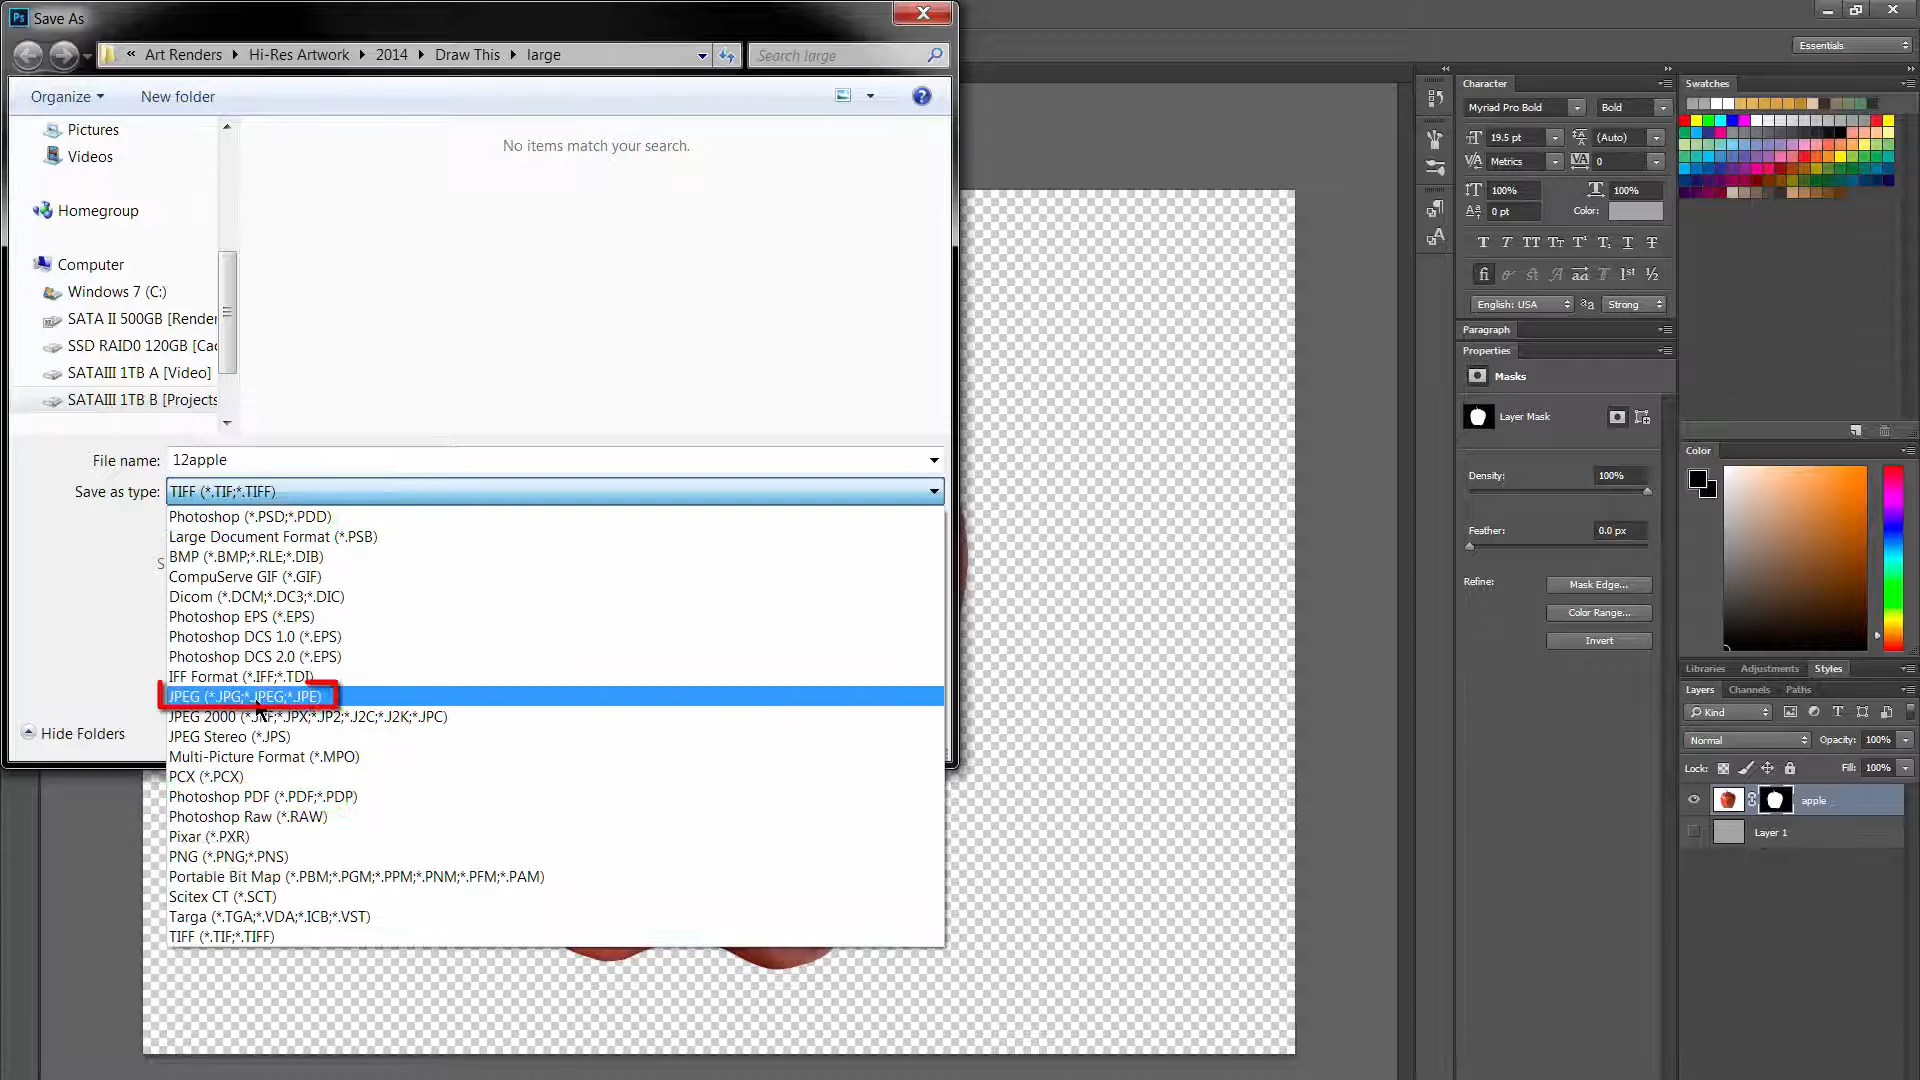 Ps Save As
« Art Renders Hi-Res Artwork 2014 Draw This large
Search large
Organize New folder
No items match your search.
Pictures
Videos
Homegroup
Computer
Windows 7 (C:)
SATA II 500GB [Render
SSD RAID0 120GB [Cac
SATAIII 1TB A [Video]
SATAIII 1TB B [Projects
File name: 12apple
Save as type: TIFF (*.TIF;*.TIFF)
Photoshop (*.PSD;*.PDD)
Large Document Format (*.PSB)
BMP (*.BMP;*.RLE;*.DIB)
CompuServe GIF (*.GIF)
Dicom (*.DCM;*.DC3;*.DIC)
Photoshop EPS (*.EPS)
Photoshop DCS 1.0 (*.EPS)
Photoshop DCS 2.0 (*.EPS)
IFF Format (*.IFF;*.TDI)
JPEG (*.JPG;*.JPEG;*.JPE)
JPEG 2000 (*.JPF;*.JPX;*.JP2;*.J2C;*.J2K;*.JPC)
JPEG Stereo (*.JPS)
Multi-Picture Format (*.MPO)
PCX (*.PCX)
Photoshop PDF (*.PDF;*.PDP)
Photoshop Raw (*.RAW)
Pixar (*.PXR)
PNG (*.PNG;*.PNS)
Portable Bit Map (*.PBM;*.PGM;*.PPM;*.PNM;*.PFM;*.PAM)
Scitex CT (*.SCT)
Targa (*.TGA;*.VDA;*.ICB;*.VST)
TIFF (*.TIF;*.TIFF)
Hide Folders
Essentials
Character
Myriad Pro Bold Bold
19.5 pt (Auto)
Metrics 0
100% 100%
0 pt Color:
English: USA aa Strong
Paragraph
Properties
Masks
Layer Mask
Density: 100%
Feather: 0.0 px
Refine: Mask Edge...
Color Range...
Invert
Swatches
Color
Libraries Adjustments Styles
Layers Channels Paths
Kind
Normal Opacity: 100%
Lock: Fill: 100%
apple
Layer 1